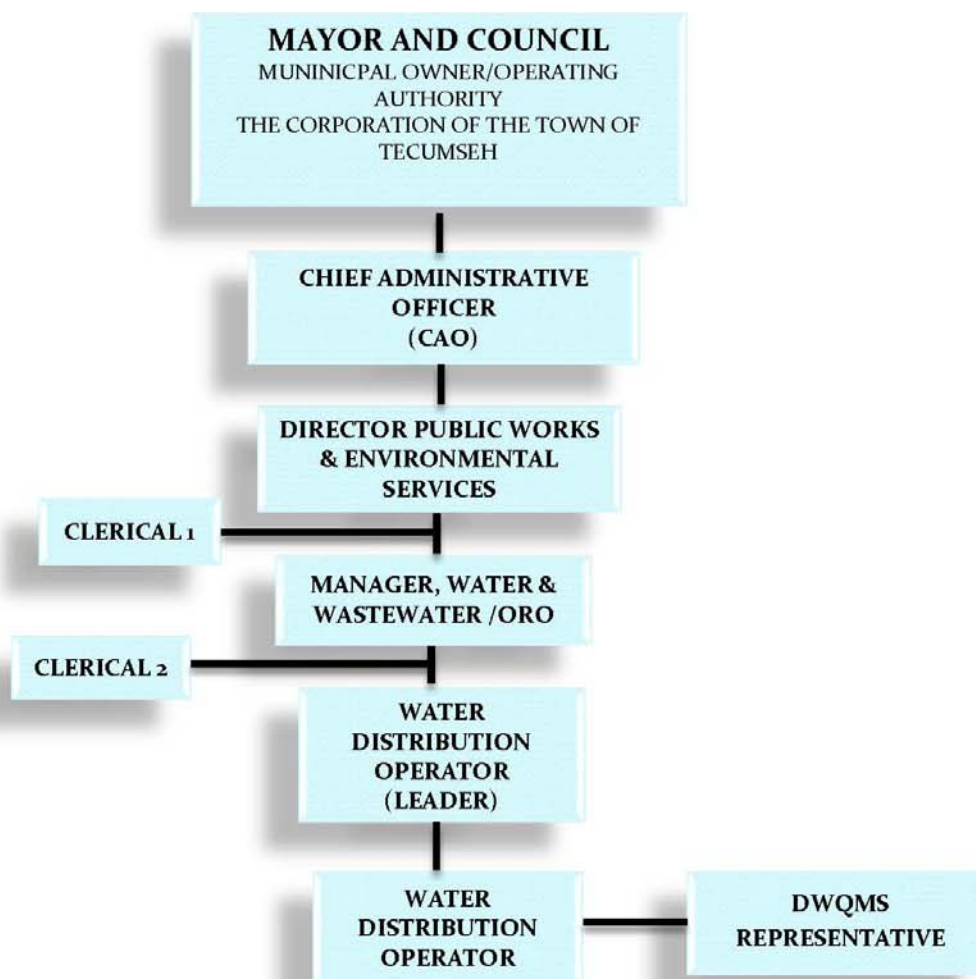 MAYOR AND COUNCIL
MUNINICPAL OWNER/OPERATING
AUTHORITY
THE CORPORATION OF THE TOWN OF
TECUMSEH
CHIEF ADMINISTRATIVE
OFFICER
(CAO)
DIRECTOR PUBLIC WORKS
& ENVIRONMENTAL
SERVICES
CLERICAL 1
MANAGER, WATER &
WASTEWATER /ORO
CLERICAL 2
WATER
DISTRIBUTION
OPERATOR
(LEADER)
WATER
DISTRIBUTION
OPERATOR
DWQMS
REPRESENTATIVE